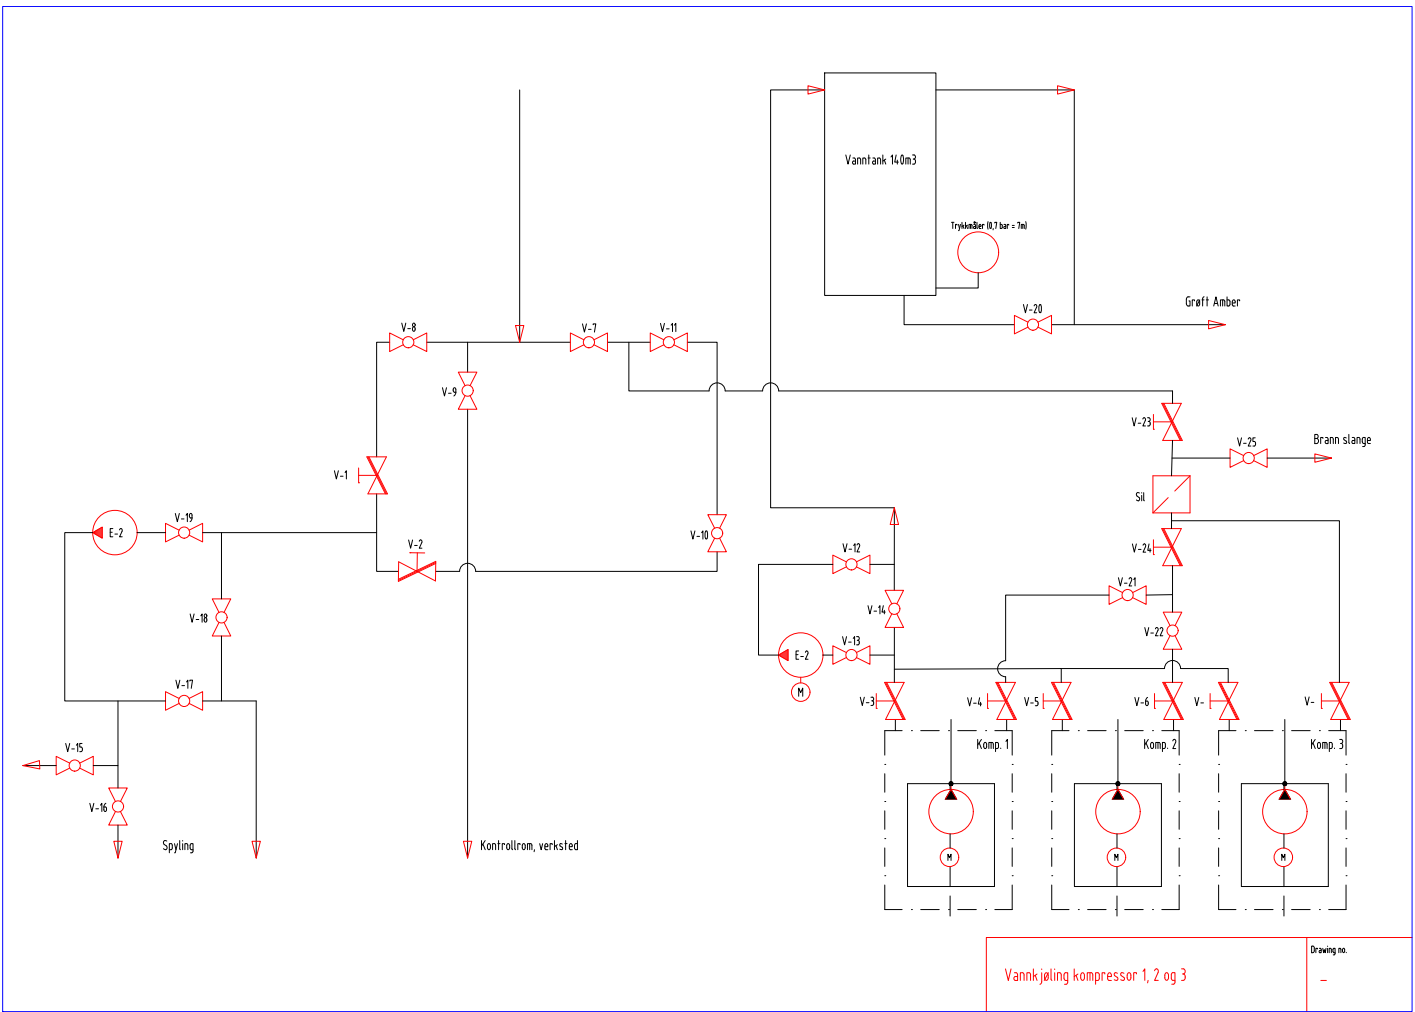 Vanntank 140m3
Trykkmåler (0,7 bar = 7m)
Grøft Amber
V-20
V-8
V-7
V-11
V-9
V-23
V-25
Brann slange
V-1
Sil
V-19
E-2
V-10
V-2
V-12
V-24
V-21
V-18
V-14
V-22
V-13
E-2
M
V-17
V-3
V-4
V-5
V-6
V-
V-
V-15
Komp. 1
Komp. 2
Komp. 3
V-16
Spyling
Kontrollrom, verksted
M
M
M
Drawing no.
Vannkjøling kompressor 1, 2 og 3
-